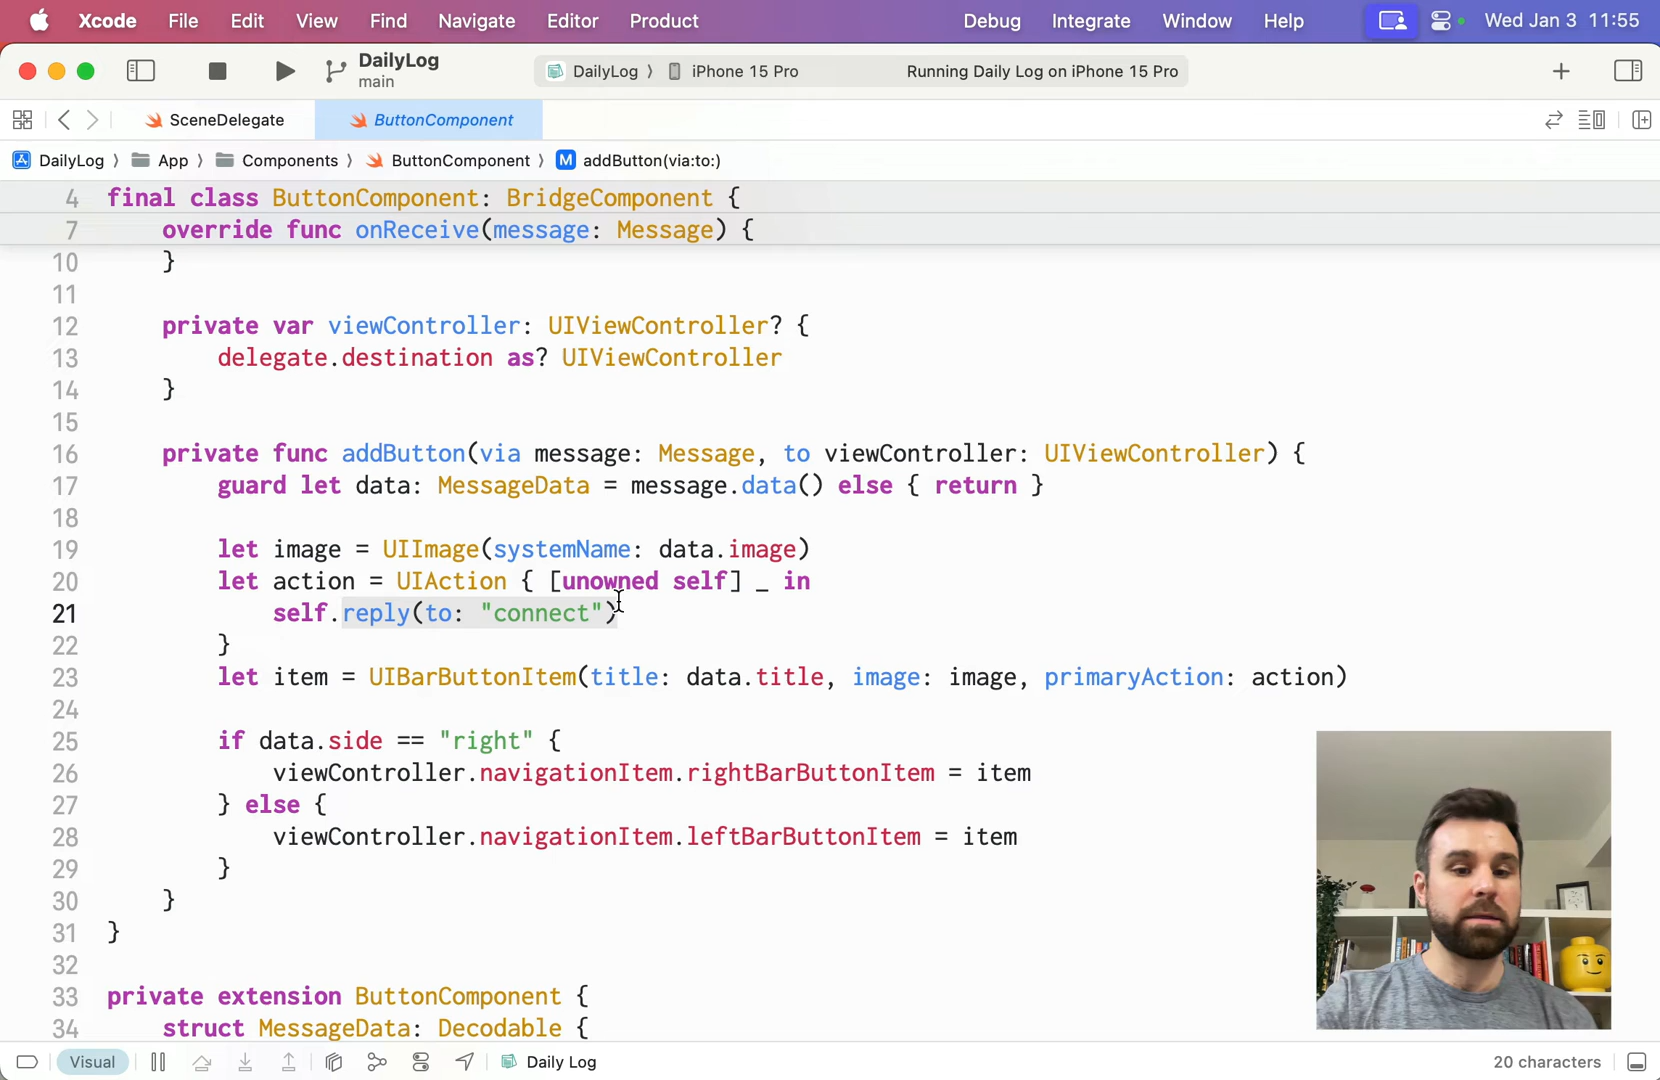 Xcode File Edit View Find Navigate Editor Product Debug Integrate Window Help Wed Jan 3 11:55
DailyLog
main
DailyLog 〉 iPhone 15 Pro Running Daily Log on iPhone 15 Pro
SceneDelegate ButtonComponent
DailyLog 〉 App 〉 Components 〉 ButtonComponent 〉 M addButton(via:to:)
4 final class ButtonComponent: BridgeComponent {
7 override func onReceive(message: Message) {
10 }
11
12 private var viewController: UIViewController? {
13 delegate.destination as? UIViewController
14 }
15
16 private func addButton(via message: Message, to viewController: UIViewController) {
17 guard let data: MessageData = message.data() else { return }
18
19 let image = UIImage(systemName: data.image)
20 let action = UIAction { [unowned self] _ in
21 self.reply(to: "connect")
22 }
23 let item = UIBarButtonItem(title: data.title, image: image, primaryAction: action)
24
25 if data.side == "right" {
26 viewController.navigationItem.rightBarButtonItem = item
27 } else {
28 viewController.navigationItem.leftBarButtonItem = item
29 }
30 }
31 }
32
33 private extension ButtonComponent {
34 struct MessageData: Decodable {
Visual Daily Log 20 characters